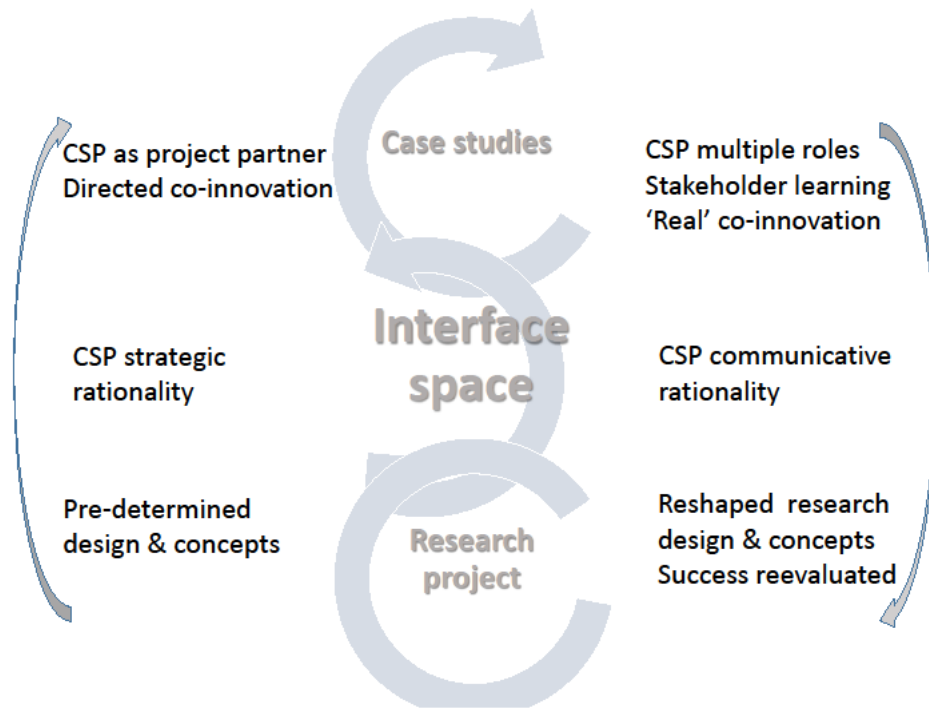 Case studies
CSP as project partner
Directed co-innovation
CSP multiple roles
Stakeholder learning
‘Real’ co-innovation
Interface
space
CSP strategic
rationality
CSP communicative
rationality
Pre-determined
design & concepts
Research
project
Reshaped research
design & concepts
Success reevaluated